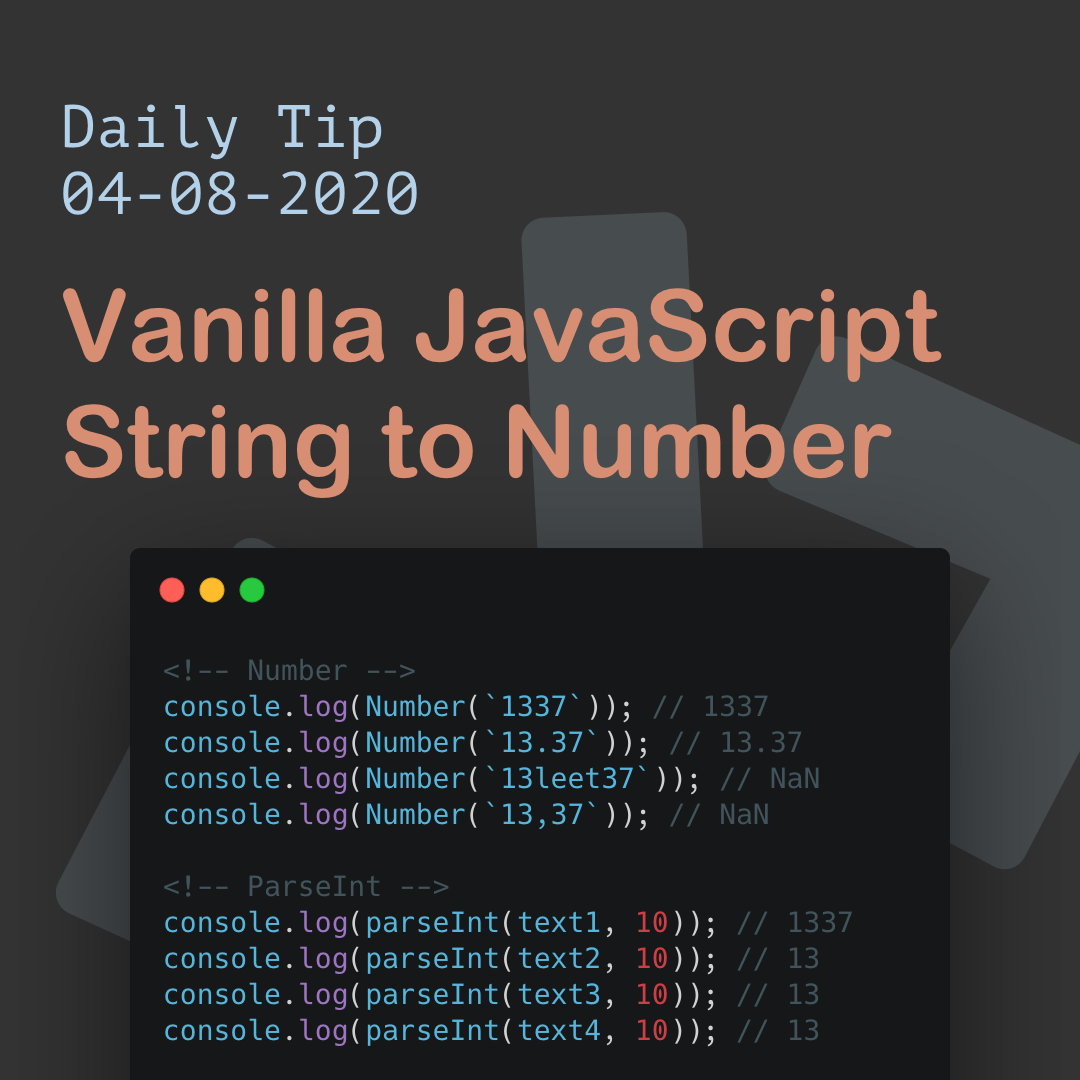 Daily Tip
04-08-2020
Vanilla JavaScript
String to Number
<!-- Number -->
console.log(Number(`1337`)); // 1337
console.log(Number(`13.37`)); // 13.37
console.log(Number(`13leet37`)); // NaN
console.log(Number(`13,37`)); // NaN
<!-- ParseInt -->
console.log(parseInt(text1, 10)); // 1337
console.log(parseInt(text2, 10)); // 13
console.log(parseInt(text3, 10)); // 13
console.log(parseInt(text4, 10)); // 13